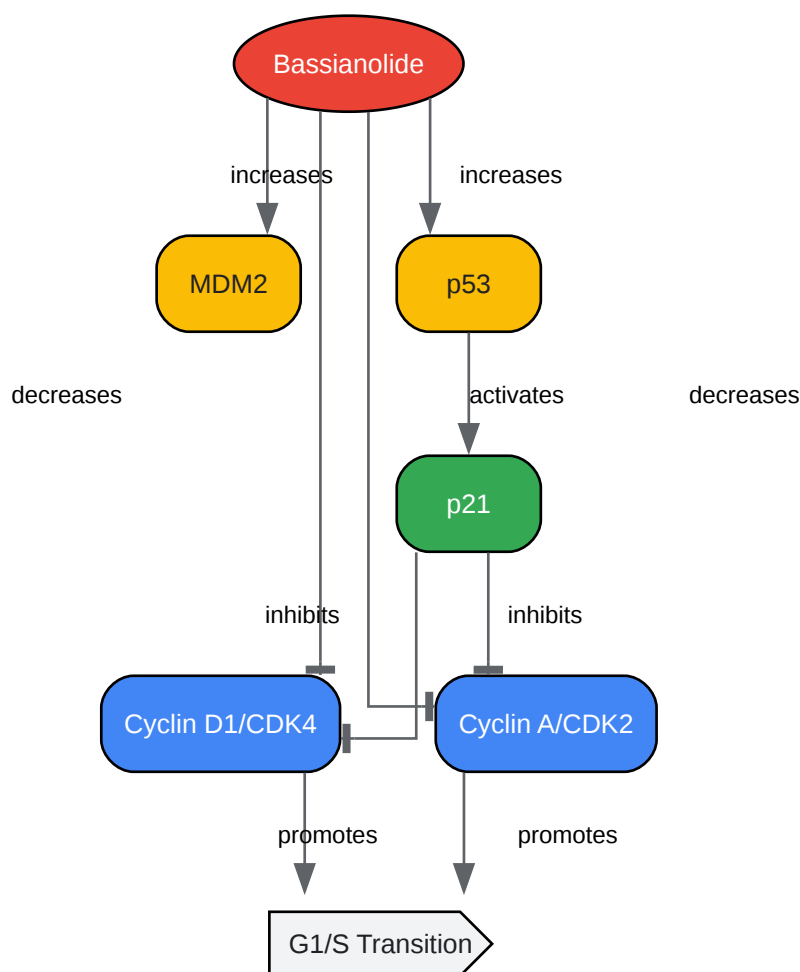 Bassianolide
increases
increases
MDM2
p53
decreases
activates
decreases
p21
inhibits
inhibits
Cyclin D1/CDK4
Cyclin A/CDK2
promotes
promotes
G1/S Transition